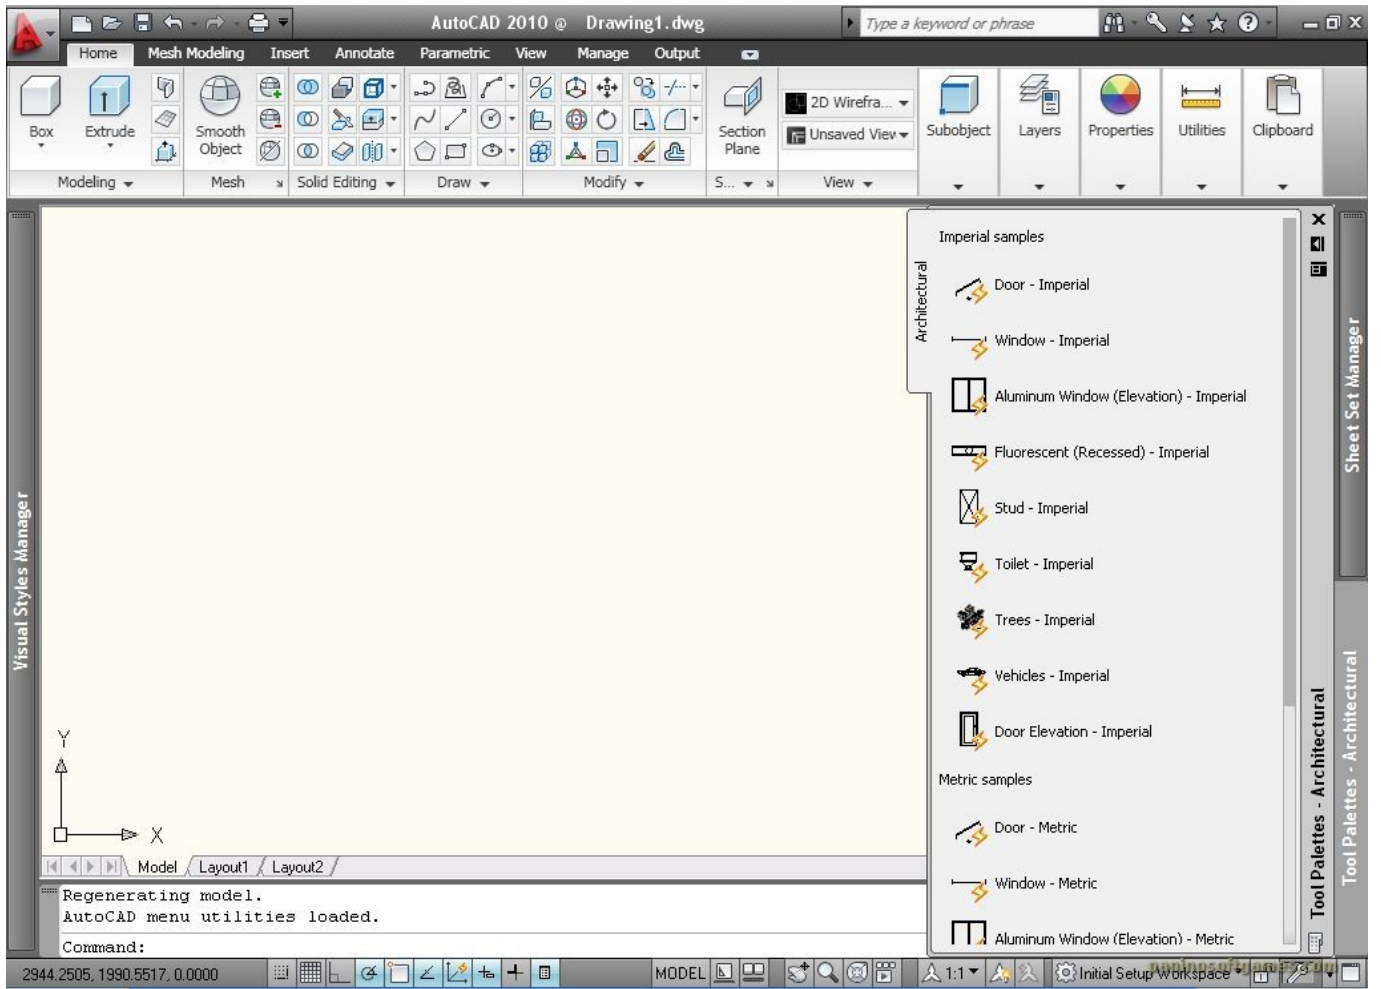 AutoCAD 2010 @ Drawing1.dwg
Type a keyword or phrase
Home Mesh Modeling Insert Annotate Parametric View Manage Output
Box
Extrude
Smooth Object
Section Plane
2D Wirefra...
Unsaved View
Subobject
Layers
Properties
Utilities
Clipboard
Modeling
Mesh
Solid Editing
Draw
Modify
S...
View
Visual Styles Manager
Architectural
Imperial samples
Door - Imperial
Window - Imperial
Aluminum Window (Elevation) - Imperial
Fluorescent (Recessed) - Imperial
Stud - Imperial
Toilet - Imperial
Trees - Imperial
Vehicles - Imperial
Door Elevation - Imperial
Metric samples
Door - Metric
Window - Metric
Aluminum Window (Elevation) - Metric
Tool Palettes - Architectural
Sheet Set Manager
Tool Palettes - Architectural
Y
X
Model Layout1 Layout2
Regenerating model.
AutoCAD menu utilities loaded.
Command:
2944.2505, 1990.5517, 0.0000
MODEL
1:1
Initial Setup Workspace